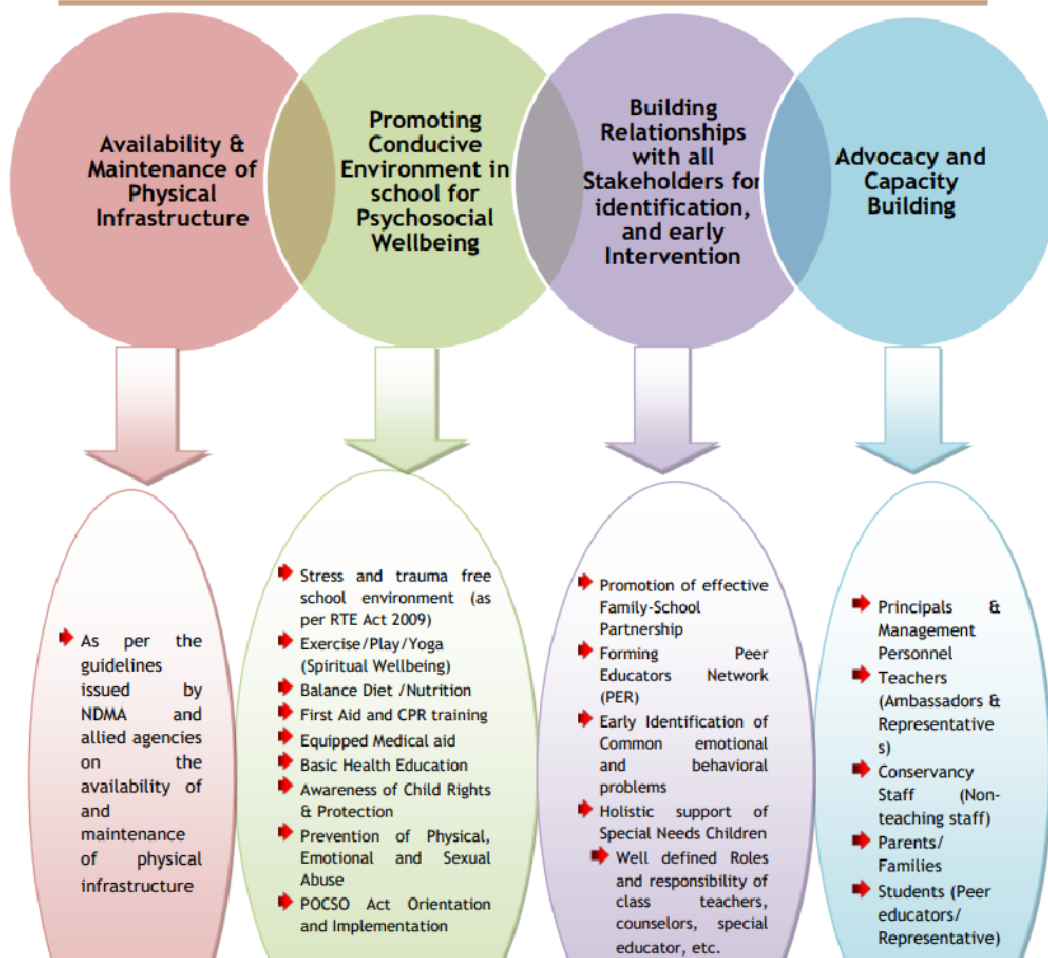 Availability &
Maintenance of
Physical
Infrastructure
Promoting
Conducive
Environment in
school for
Psychosocial
Wellbeing
Building
Relationships
with all
Stakeholders for
identification,
and early
Intervention
Advocacy and
Capacity
Building
As per the
guidelines
issued by
NDMA and
allied agencies
on the
availability of
and
maintenance
of physical
infrastructure
Stress and trauma free
school environment (as
per RTE Act 2009)
Exercise/Play/Yoga
(Spiritual Wellbeing)
Balance Diet /Nutrition
First Aid and CPR training
Equipped Medical aid
Basic Health Education
Awareness of Child Rights
& Protection
Prevention of Physical,
Emotional and Sexual
Abuse
POCSO Act Orientation
and Implementation
Promotion of effective
Family-School
Partnership
Forming Peer
Educators Network
(PER)
Early Identification of
Common emotional
and behavioral
problems
Holistic support of
Special Needs Children
Well defined Roles
and responsibility of
class teachers,
counselors, special
educator, etc.
Principals &
Management
Personnel
Teachers
(Ambassadors &
Representative
s)
Conservancy
Staff (Non-
teaching staff)
Parents/
Families
Students (Peer
educators/
Representative)